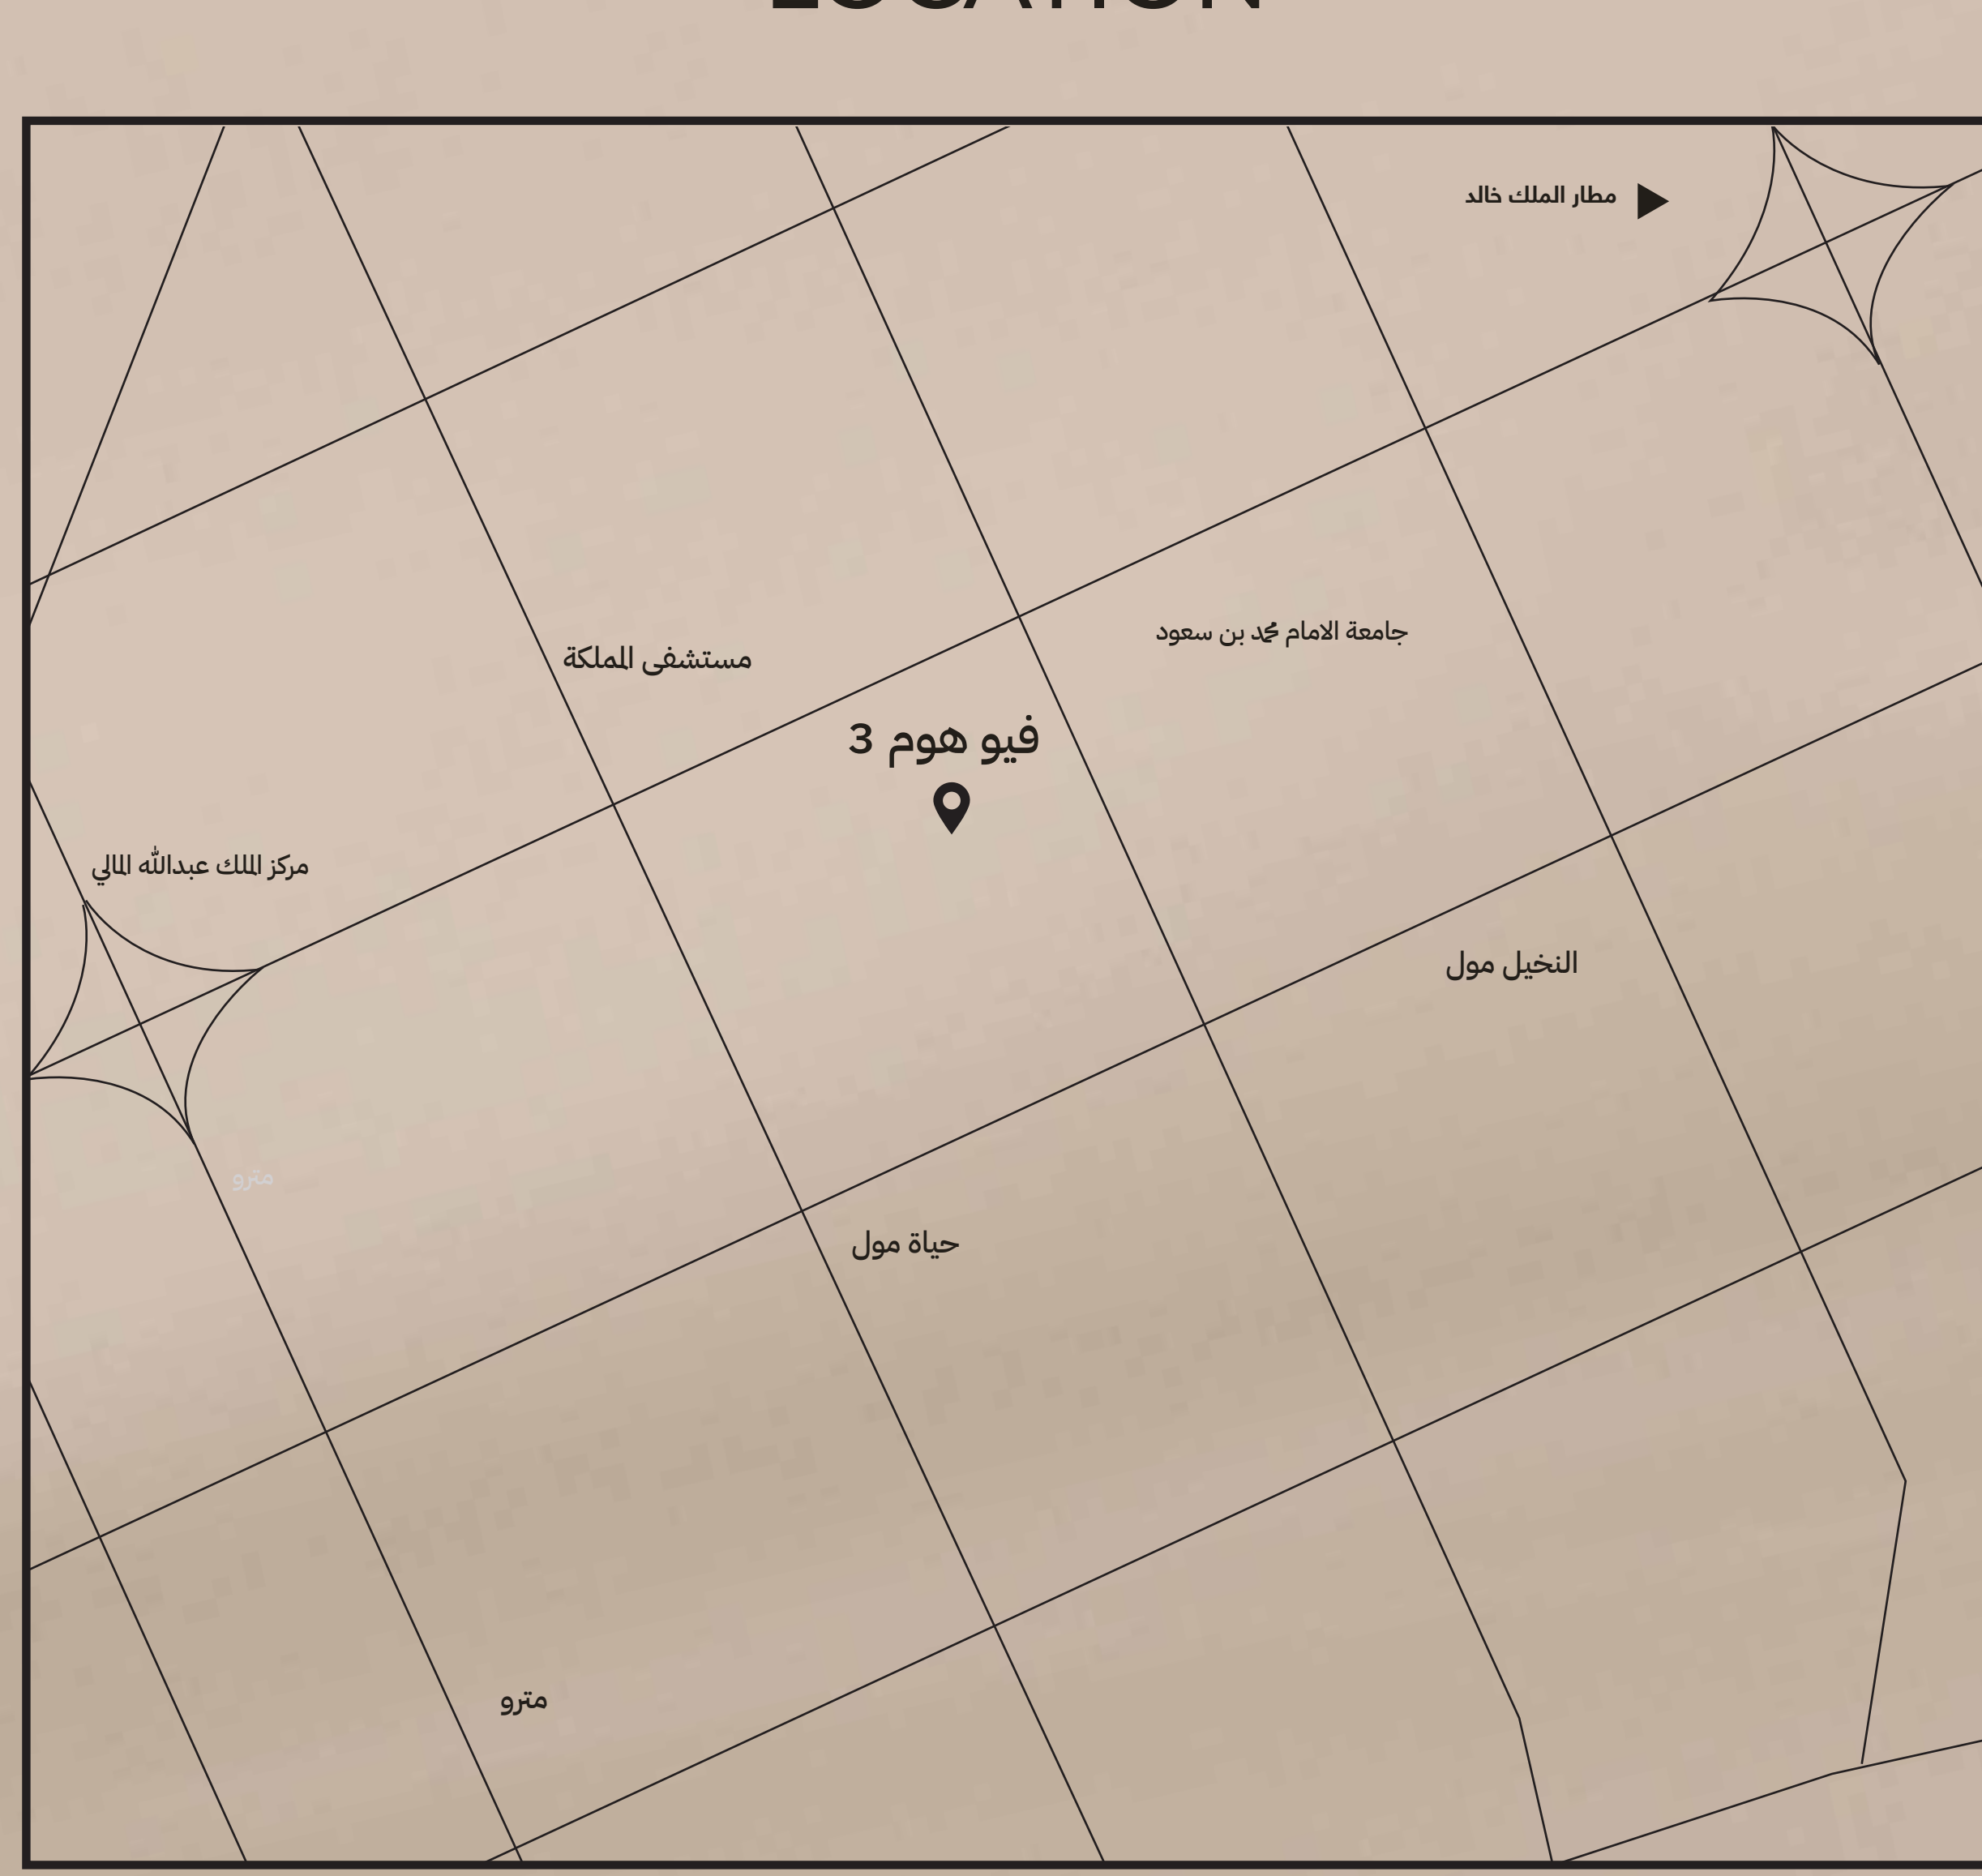 LOCATION
مطار الملك خالد
جامعة الامام محمد بن سعود
مستشفى المملكة
فيو هوم 3
مركز الملك عبدالله المالي
النخيل مول
مترو
حياة مول
مترو